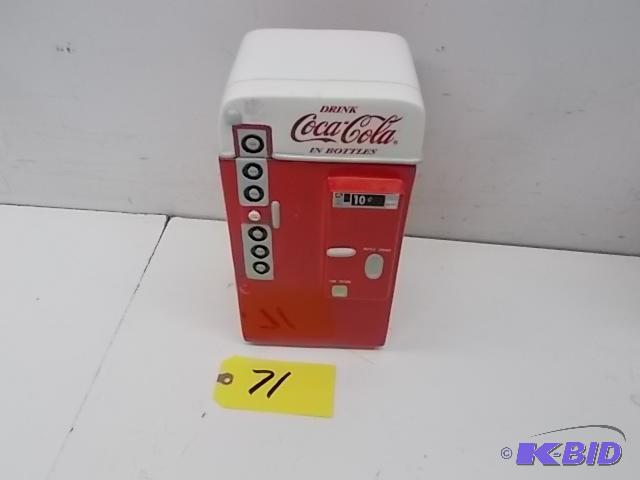 DRINK
Coca-Cola
IN BOTTLES
10¢
71
© K-BID